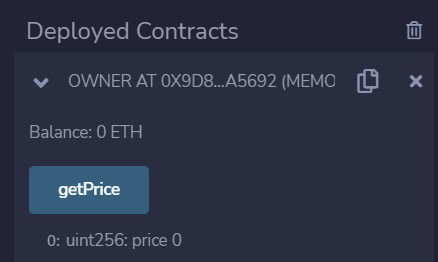 Deployed Contracts
OWNER AT 0X9D8...A5692 (MEMO
Balance: 0 ETH
getPrice
0: uint256: price 0